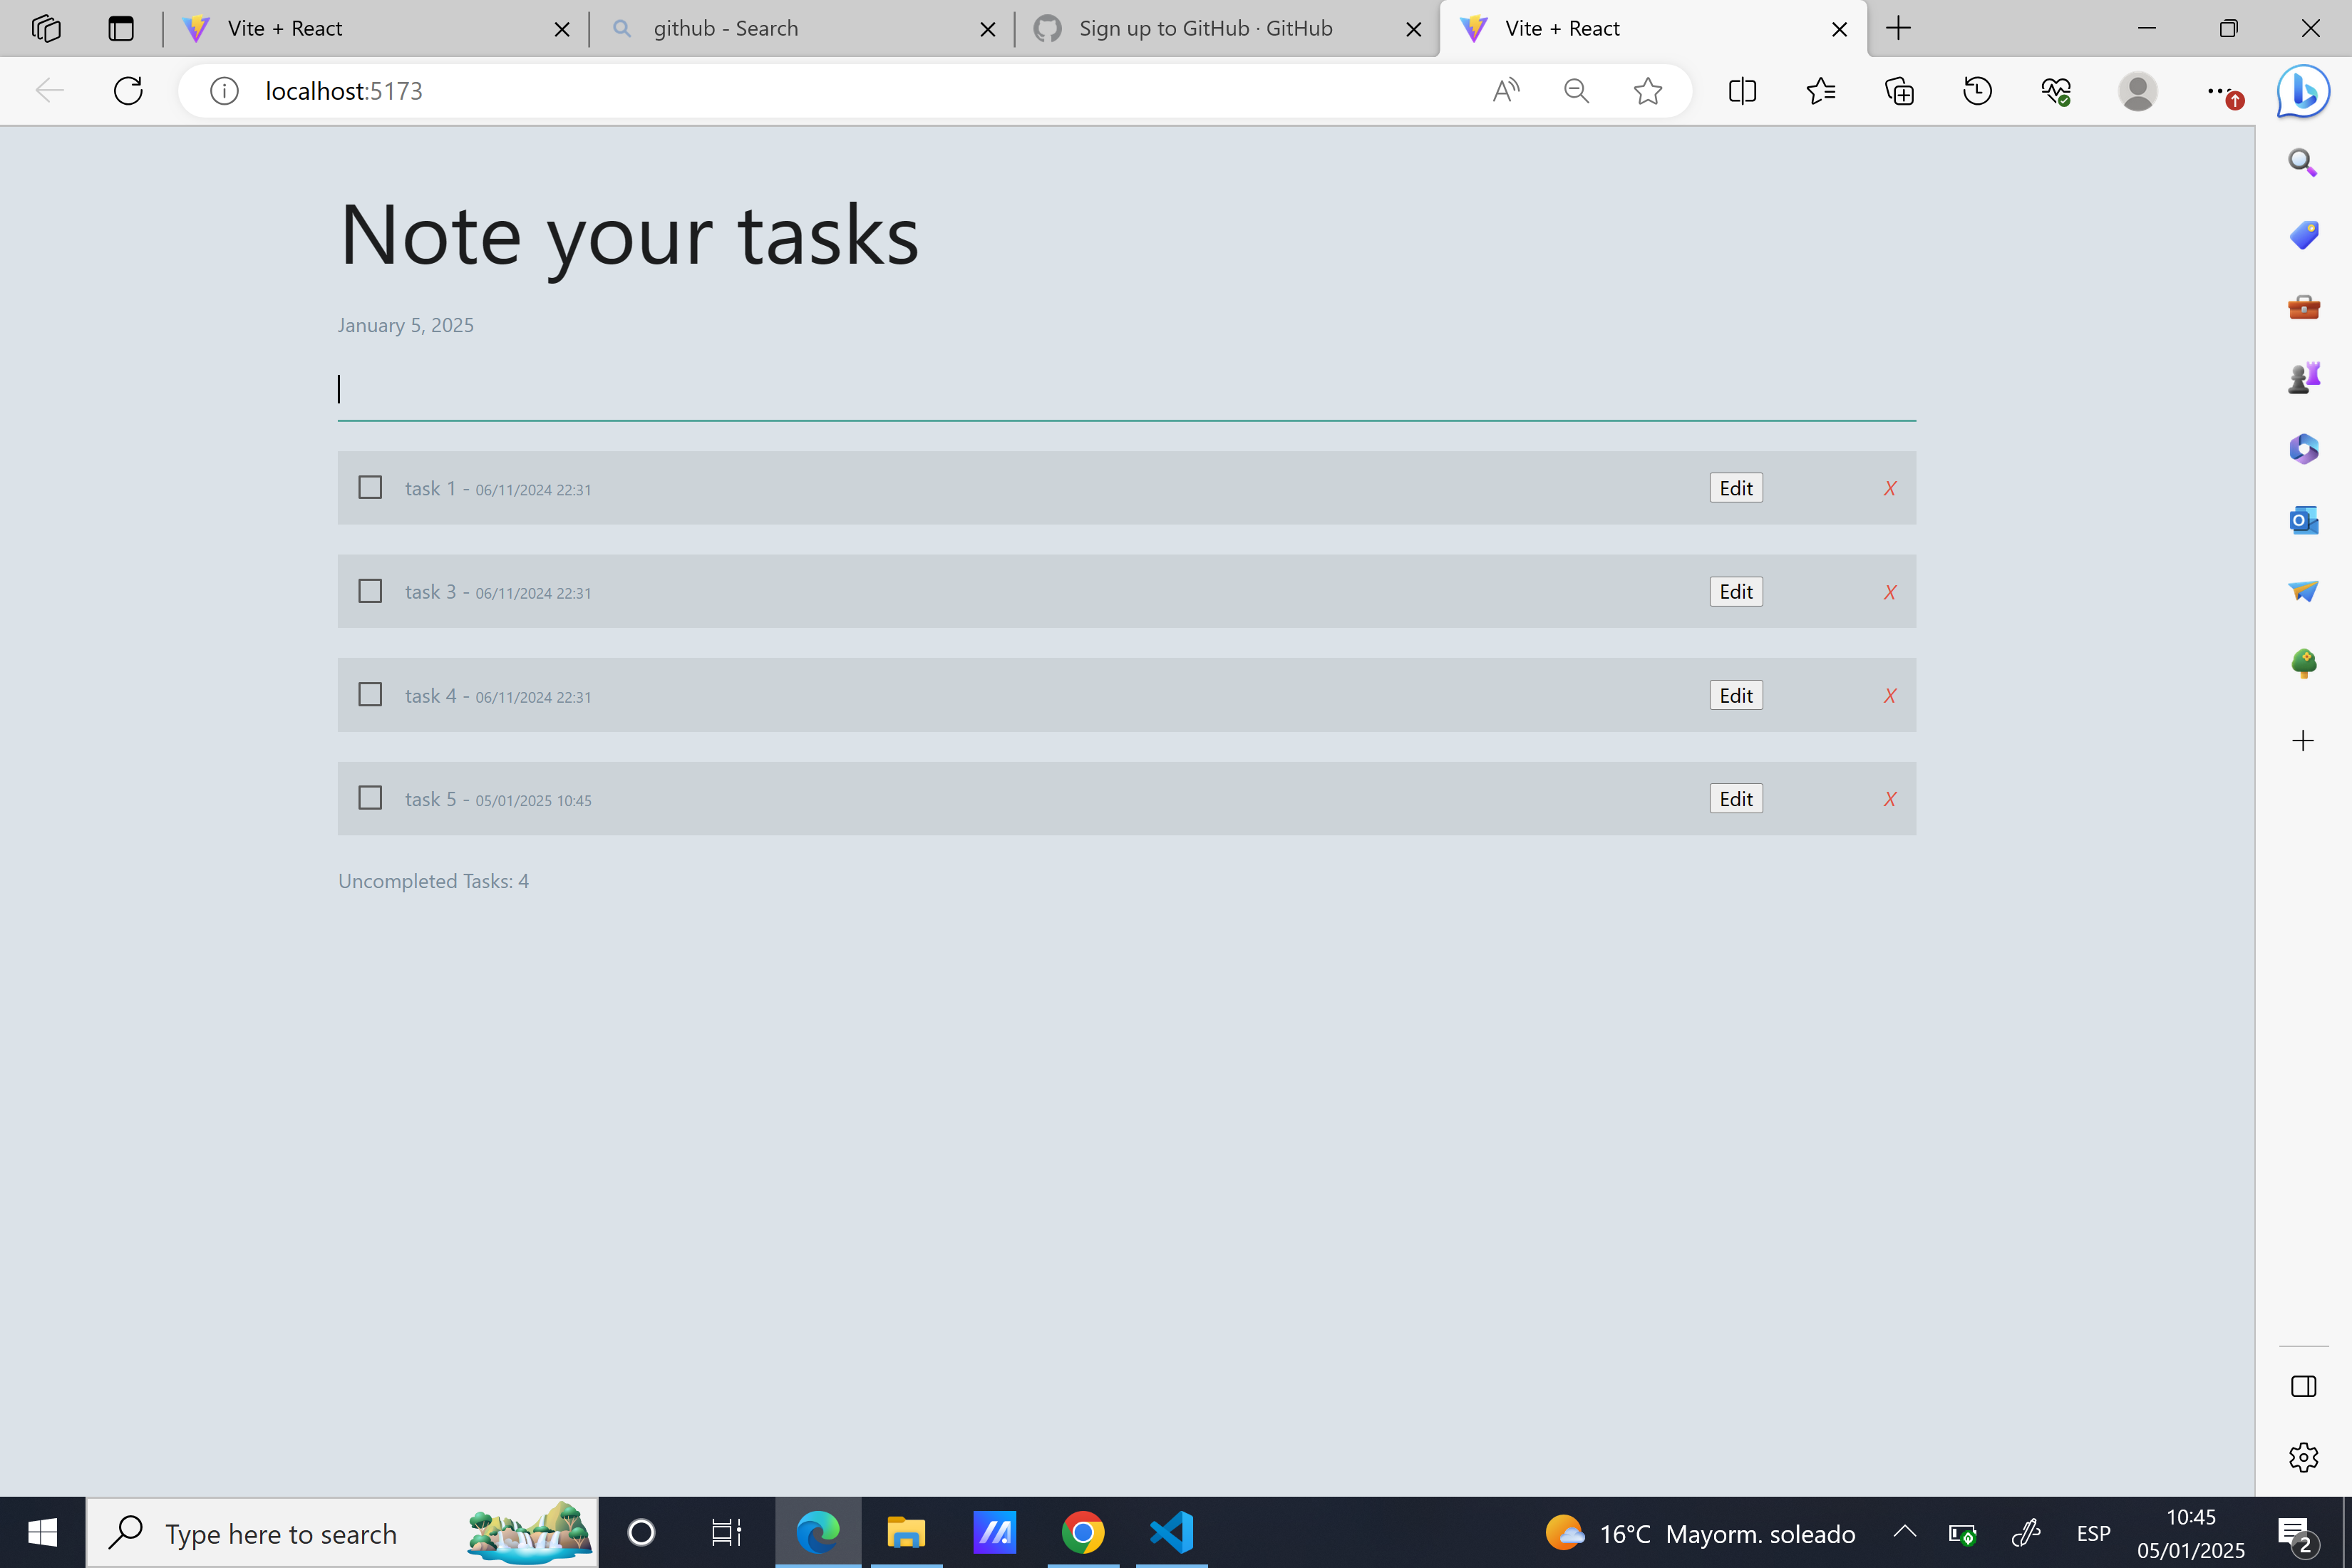 Vite + React
github - Search
Sign up to GitHub · GitHub
Vite + React
localhost:5173
Note your tasks
January 5, 2025
task 1 - 06/11/2024 22:31 Edit X
task 3 - 06/11/2024 22:31 Edit X
task 4 - 06/11/2024 22:31 Edit X
task 5 - 05/01/2025 10:45 Edit X
Uncompleted Tasks: 4
Type here to search
16°C Mayorm. soleado
ESP
10:45
05/01/2025
2